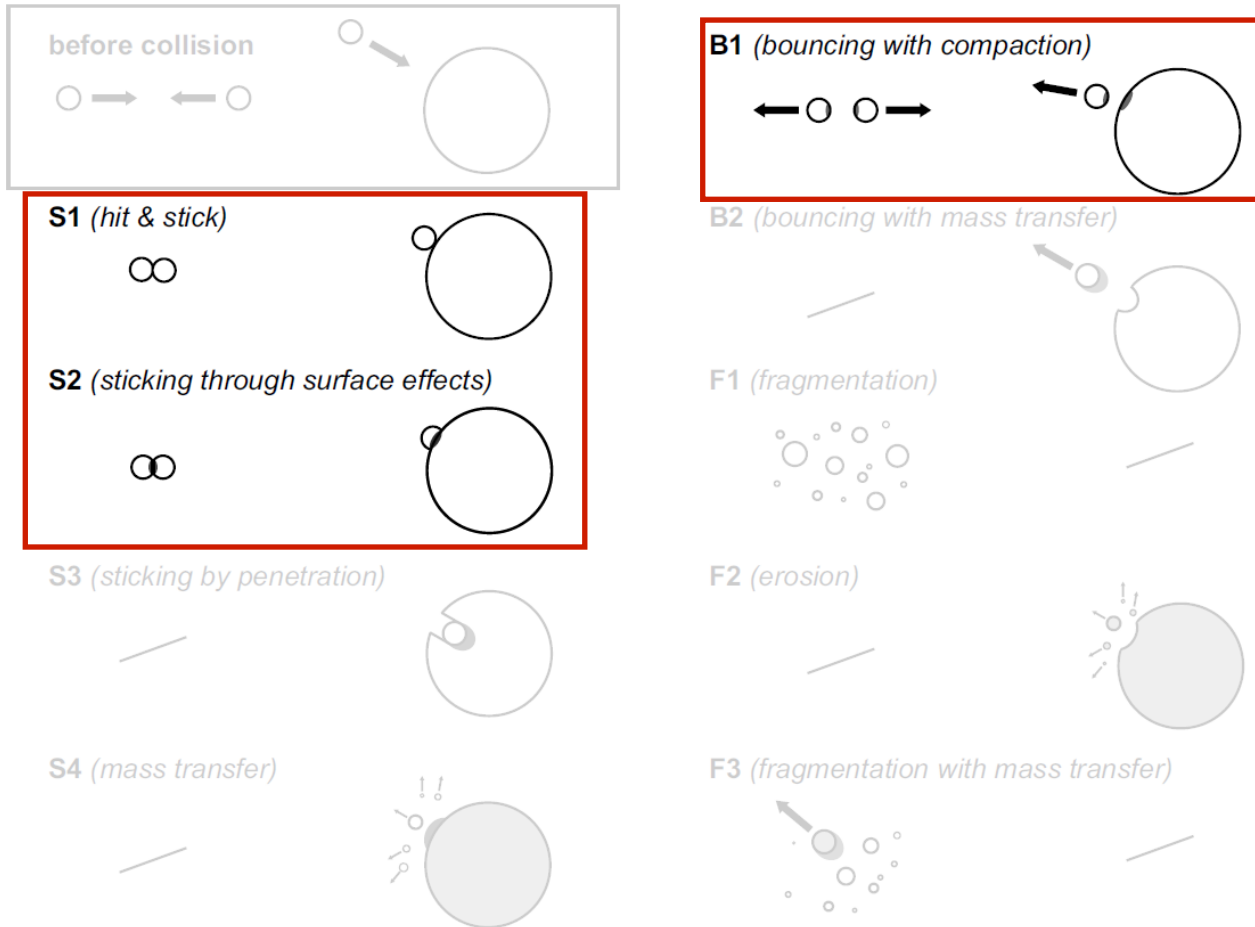 before collision
S1 (hit & stick)
S2 (sticking through surface effects)
S3 (sticking by penetration)
S4 (mass transfer)
B1 (bouncing with compaction)
B2 (bouncing with mass transfer)
F1 (fragmentation)
F2 (erosion)
F3 (fragmentation with mass transfer)